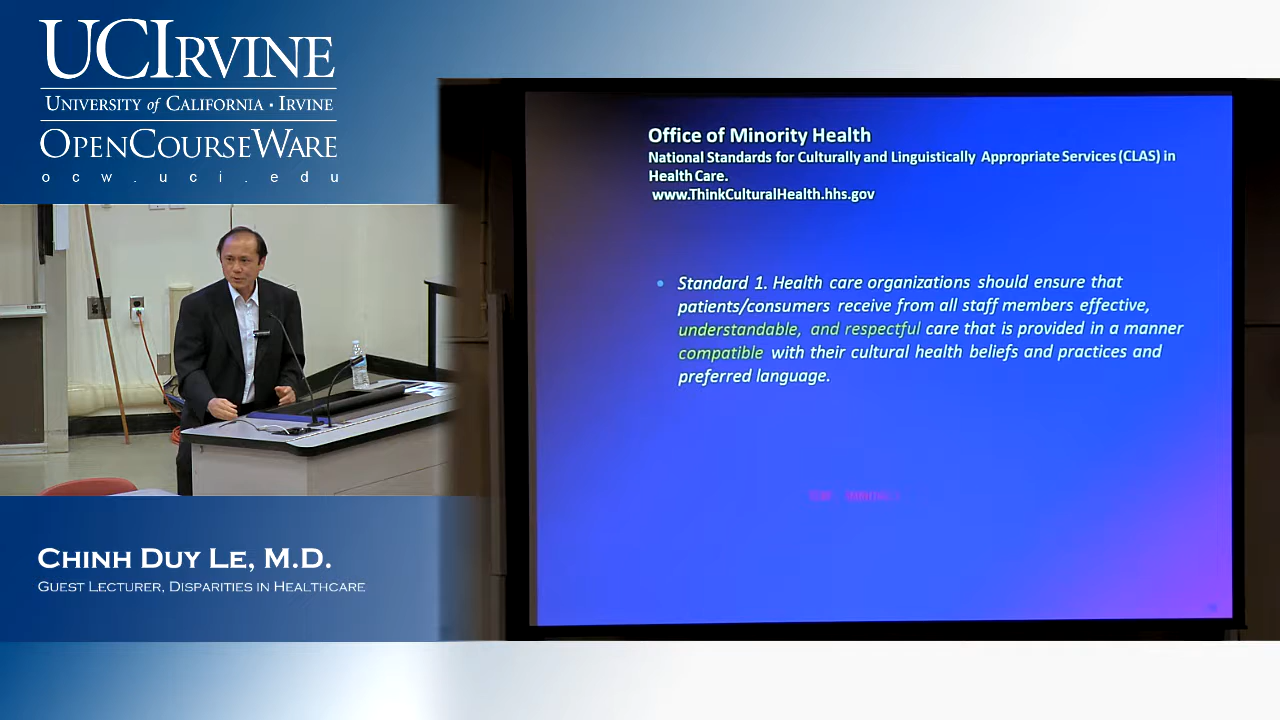 UCIRVINE
UNIVERSITY of CALIFORNIA · IRVINE
OPENCOURSEWARE
ocw.uci.edu
Office of Minority Health
National Standards for Culturally and Linguistically Appropriate Services (CLAS) in
Health Care.
www.ThinkCulturalHealth.hhs.gov
• Standard 1. Health care organizations should ensure that
patients/consumers receive from all staff members effective,
understandable, and respectful care that is provided in a manner
compatible with their cultural health beliefs and practices and
preferred language.
CHINH DUY LE, M.D.
GUEST LECTURER, DISPARITIES IN HEALTHCARE